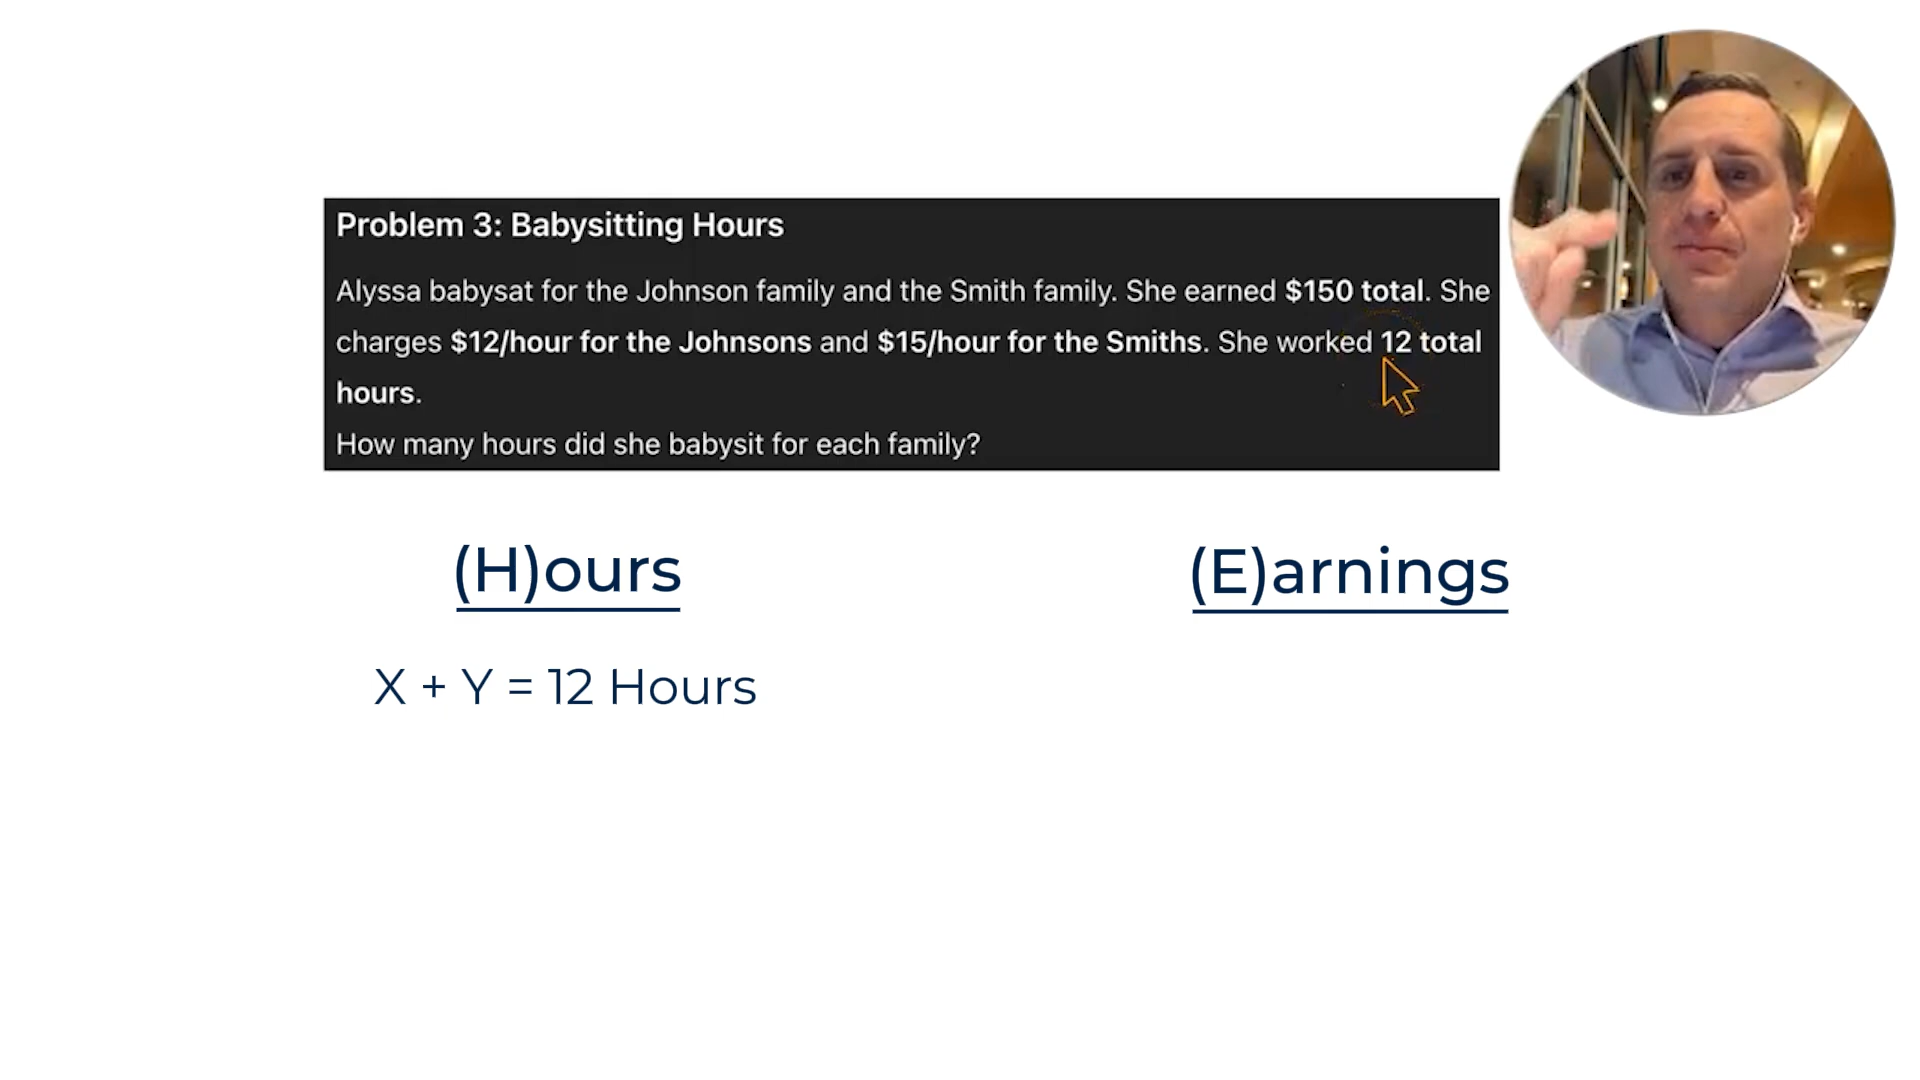 Problem 3: Babysitting Hours
Alyssa babysat for the Johnson family and the Smith family. She earned $150 total. She
charges $12/hour for the Johnsons and $15/hour for the Smiths. She worked 12 total
hours.
How many hours did she babysit for each family?
(H)ours
(E)arnings
X + Y = 12 Hours